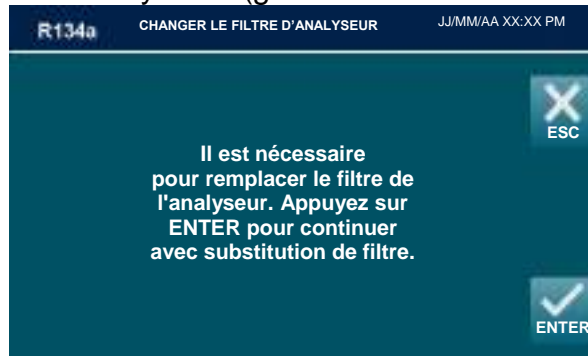 R134a CHANGER LE FILTRE D'ANALYSEUR JJ/MM/AA XX:XX PM
ESC
Il est nécessaire
pour remplacer le filtre de
l'analyseur. Appuyez sur
ENTER pour continuer
avec substitution de filtre.
ENTER